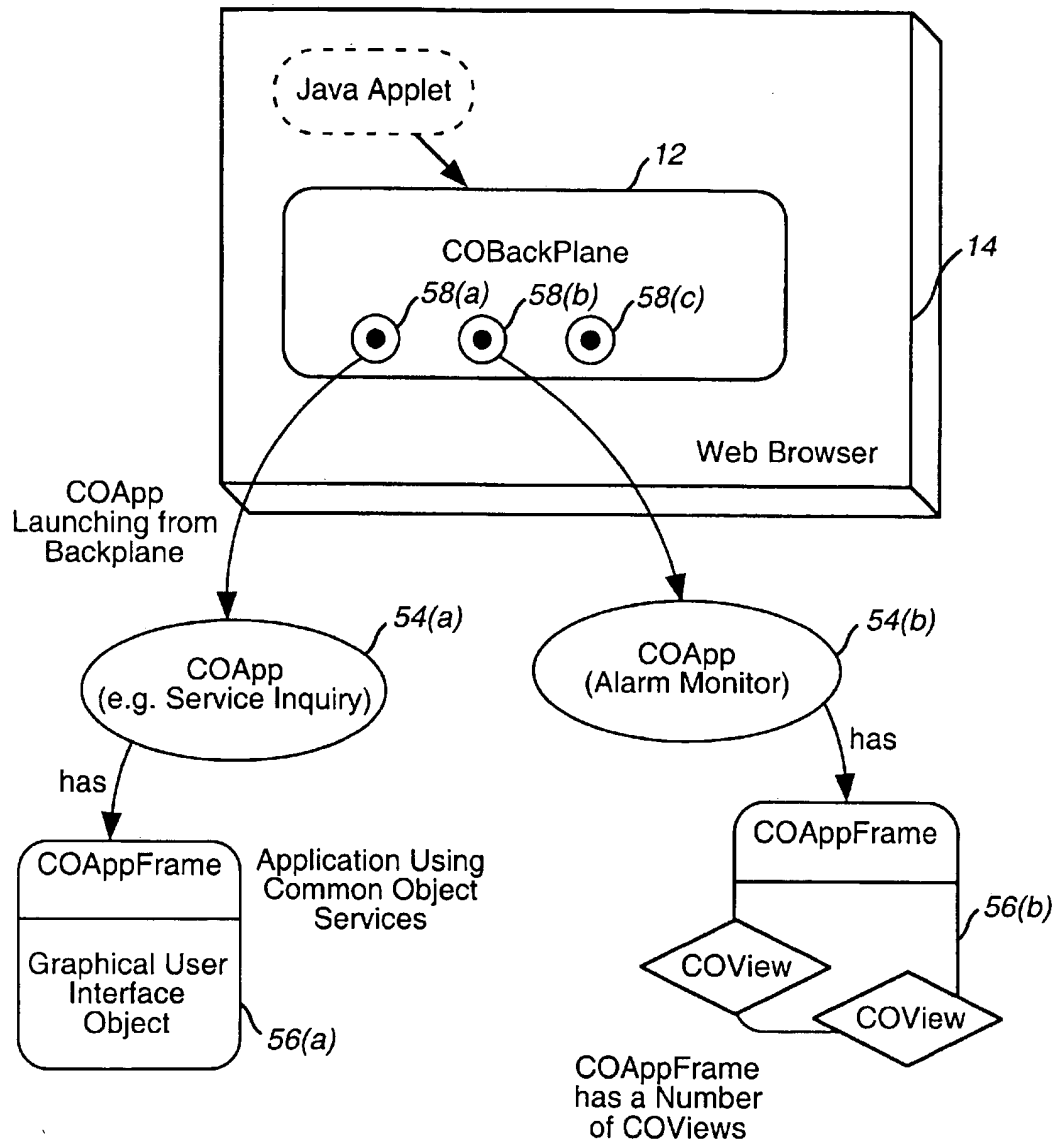 Java Applet
12
COBackPlane
14
58(a)
58(b)
58(c)
Web Browser
COApp
Launching from
Backplane
54(a)
COApp
(e.g. Service Inquiry)
54(b)
COApp
(Alarm Monitor)
has
has
COAppFrame
Graphical User
Interface
Object
56(a)
Application Using
Common Object
Services
COAppFrame
56(b)
COView
COView
COAppFrame
has a Number
of COViews